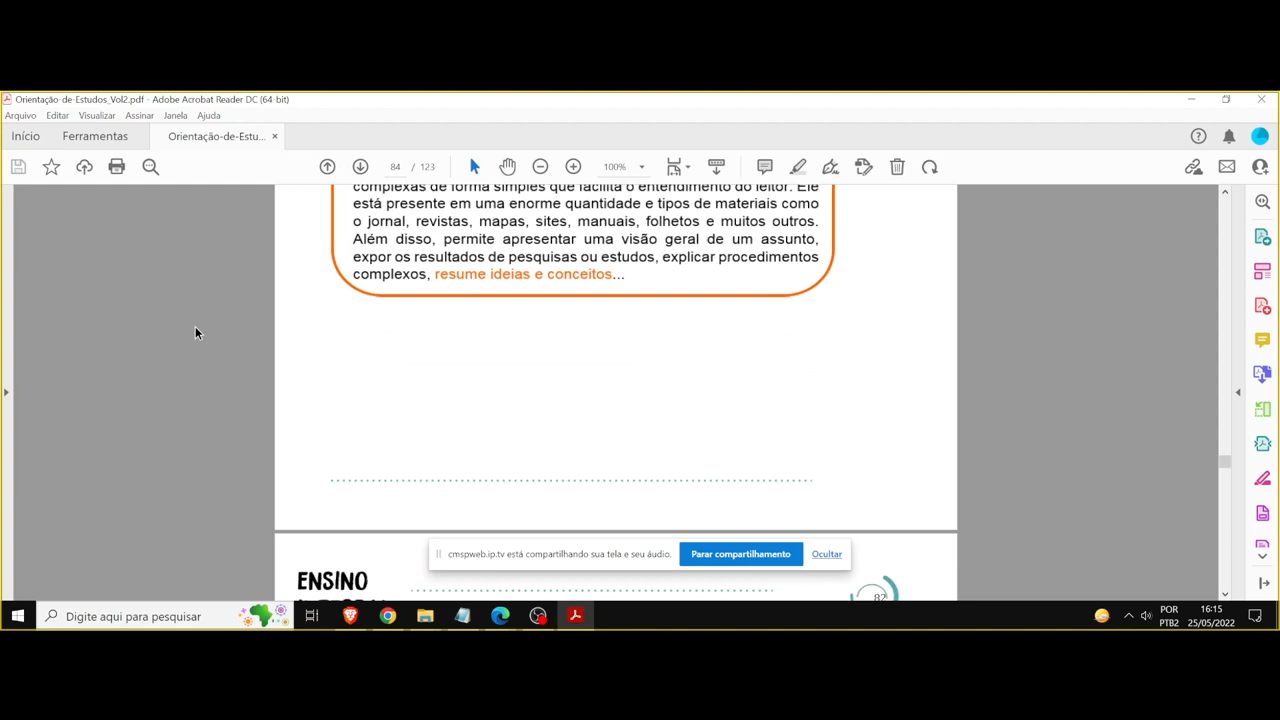 Orientação-de-Estudos_Vol2.pdf - Adobe Acrobat Reader DC (64-bit)
Arquivo Editar Visualizar Assinar Janela Ajuda
Início Ferramentas Orientação-de-Estu... ×
84 / 123 100%
complexas de forma simples que facilita o entendimento do leitor. Ele
está presente em uma enorme quantidade e tipos de materiais como
o jornal, revistas, mapas, sites, manuais, folhetos e muitos outros.
Além disso, permite apresentar uma visão geral de um assunto,
expor os resultados de pesquisas ou estudos, explicar procedimentos
complexos, resume ideias e conceitos...
cmspweb.ip.tv está compartilhando sua tela e seu áudio. Parar compartilhamento Ocultar
ENSINO
82
Digite aqui para pesquisar
POR
PTB2
16:15
25/05/2022